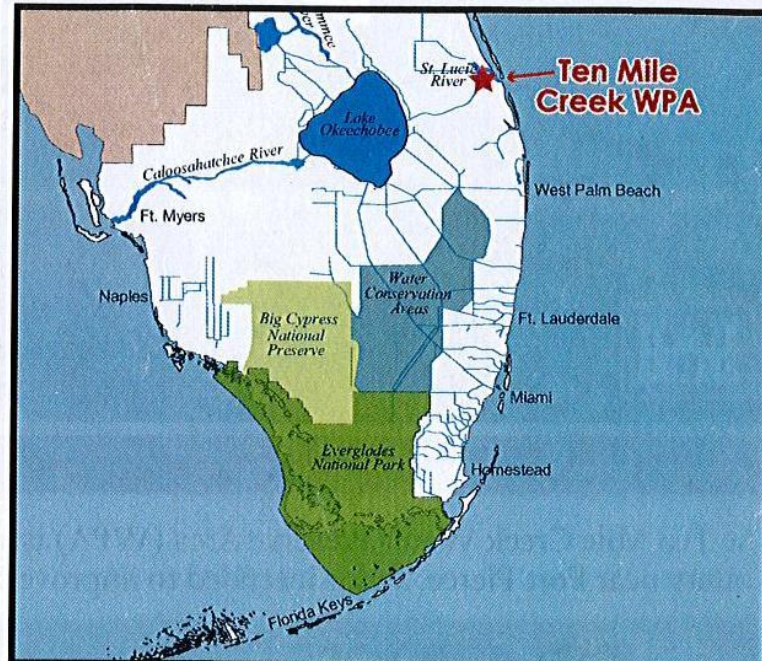 St. Lucie
River
Ten Mile
Creek WPA
Lake
Okeechobee
Caloosahatchee River
Ft. Myers
West Palm Beach
Naples
Water
Conservation
Areas
Big Cypress
National
Preserve
Ft. Lauderdale
Miami
Everglades
National Park
Homestead
Florida Keys